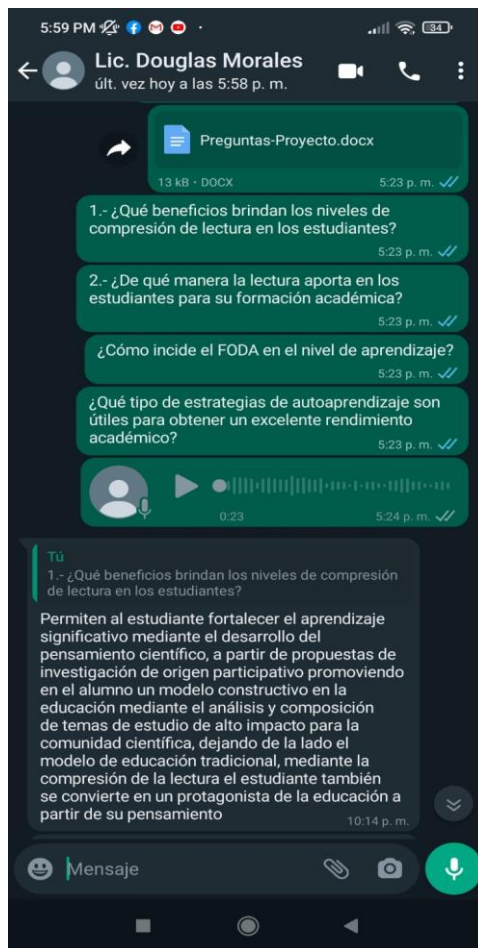 5:59 PM
34
Lic. Douglas Morales
últ. vez hoy a las 5:58 p. m.
Preguntas-Proyecto.docx
13 kB · DOCX
5:23 p. m.
1.- ¿Qué beneficios brindan los niveles de
compresión de lectura en los estudiantes?
5:23 p. m.
2.- ¿De qué manera la lectura aporta en los
estudiantes para su formación académica?
5:23 p. m.
¿Cómo incide el FODA en el nivel de aprendizaje?
5:23 p. m.
¿Qué tipo de estrategias de autoaprendizaje son
útiles para obtener un excelente rendimiento
académico?
5:23 p. m.
0:23
5:24 p. m.
Tú
1.- ¿Qué beneficios brindan los niveles de compresión
de lectura en los estudiantes?
Permiten al estudiante fortalecer el aprendizaje
significativo mediante el desarrollo del
pensamiento científico, a partir de propuestas de
investigación de origen participativo promoviendo
en el alumno un modelo constructivo en la
educación mediante el análisis y composición
de temas de estudio de alto impacto para la
comunidad científica, dejando de la lado el
modelo de educación tradicional, mediante la
compresión de la lectura el estudiante también
se convierte en un protagonista de la educación a
partir de su pensamiento
10:14 p. m.
Mensaje